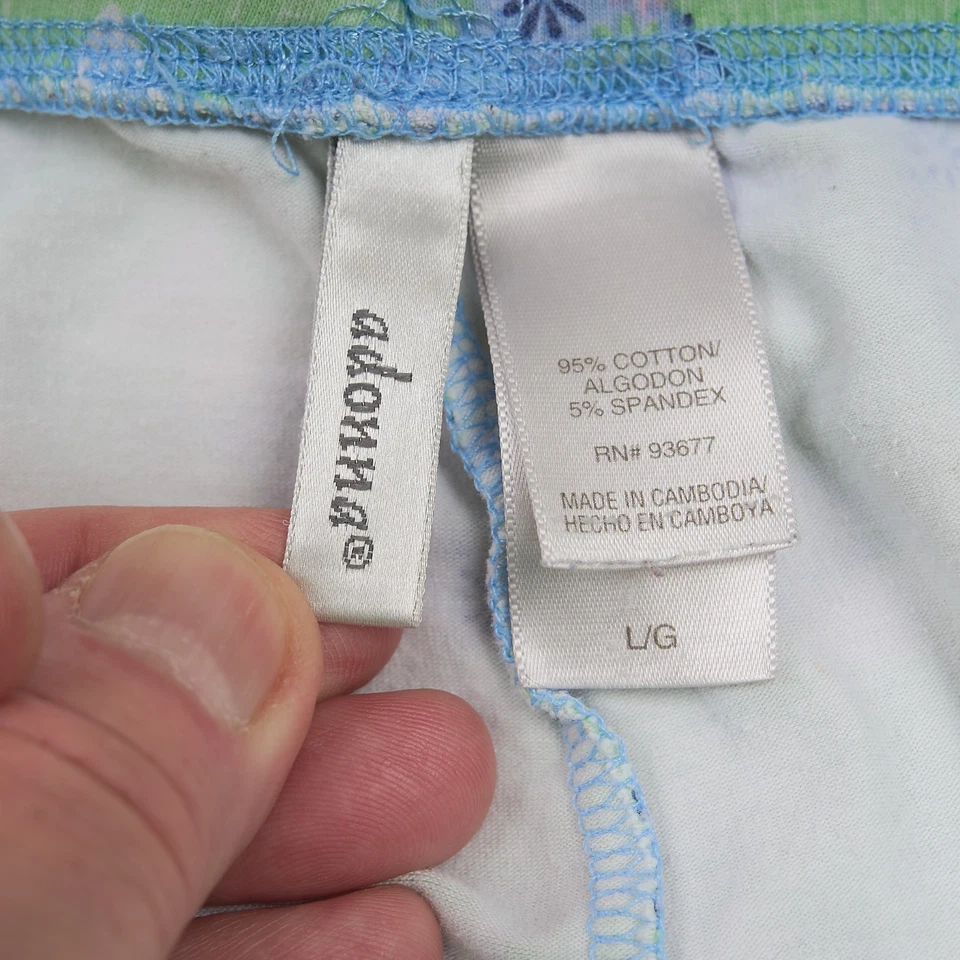 adonna®
95% COTTON/
ALGODON
5% SPANDEX
RN# 93677
MADE IN CAMBODIA/
HECHO EN CAMBOYA
L/G